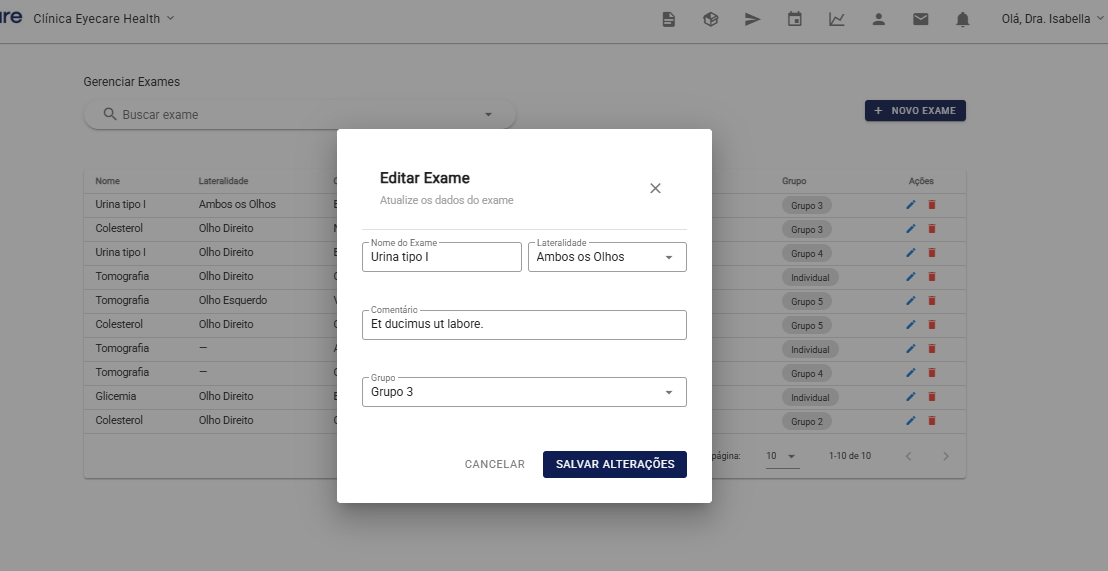 Clínica Eyecare Health
Olá, Dra. Isabella
Gerenciar Exames
Buscar exame
+ NOVO EXAME
Nome Lateralidade Grupo Ações
Urina tipo I Ambos os Olhos Grupo 3
Colesterol Olho Direito Grupo 3
Urina tipo I Olho Direito Grupo 4
Tomografia Olho Direito Individual
Tomografia Olho Esquerdo Grupo 5
Colesterol Olho Direito Grupo 5
Tomografia — Individual
Tomografia — Grupo 4
Glicemia Olho Direito Individual
Colesterol Olho Direito Grupo 2
página: 10 1-10 de 10
Editar Exame
Atualize os dados do exame
Nome do Exame
Urina tipo I
Lateralidade
Ambos os Olhos
Comentário
Et ducimus ut labore.
Grupo
Grupo 3
CANCELAR SALVAR ALTERAÇÕES